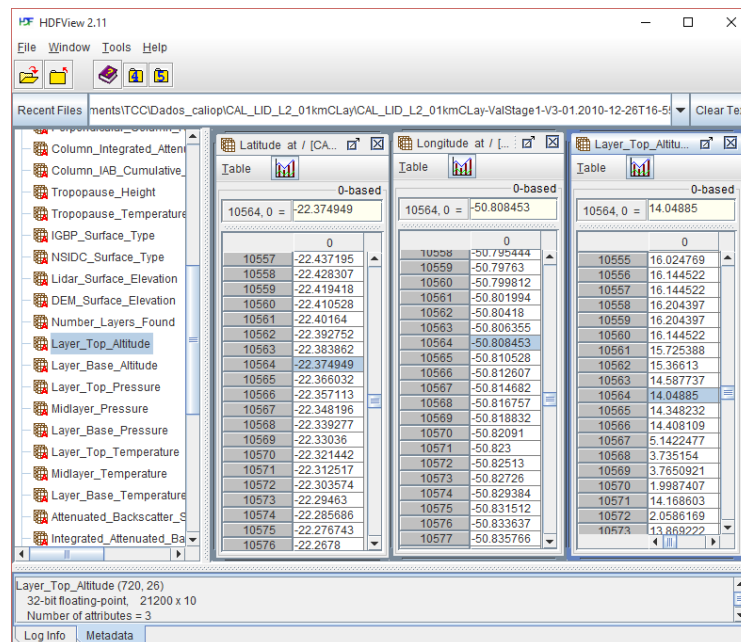 HDFView 2.11
File Window Tools Help
Recent Files ments\TCC\Dados_caliop\CAL_LID_L2_01kmCLay\CAL_LID_L2_01kmCLay-ValStage1-V3-01.2010-12-26T16-5 Clear Te
Column_Integrated_Attenu
Column_IAB_Cumulative_
Tropopause_Height
Tropopause_Temperature
IGBP_Surface_Type
NSIDC_Surface_Type
Lidar_Surface_Elevation
DEM_Surface_Elevation
Number_Layers_Found
Layer_Top_Altitude
Layer_Base_Altitude
Layer_Top_Pressure
Midlayer_Pressure
Layer_Base_Pressure
Layer_Top_Temperature
Midlayer_Temperature
Layer_Base_Temperature
Attenuated_Backscatter_S
Integrated_Attenuated_Ba
Latitude at / [CA...
Table
0-based
10564, 0 = -22.374949
0
10557 -22.437195
10558 -22.428307
10559 -22.419418
10560 -22.410528
10561 -22.40164
10562 -22.392752
10563 -22.383862
10564 -22.374949
10565 -22.366032
10566 -22.357113
10567 -22.348196
10568 -22.339277
10569 -22.33036
10570 -22.321442
10571 -22.312517
10572 -22.303574
10573 -22.29463
10574 -22.285686
10575 -22.276743
10576 -22.2678
Longitude at / [...
Table
0-based
10564, 0 = -50.808453
0
10558 -50.795444
10559 -50.79763
10560 -50.799812
10561 -50.801994
10562 -50.80418
10563 -50.806355
10564 -50.808453
10565 -50.810528
10566 -50.812607
10567 -50.814682
10568 -50.816757
10569 -50.818832
10570 -50.82091
10571 -50.823
10572 -50.82513
10573 -50.82726
10574 -50.829384
10575 -50.831512
10576 -50.833637
10577 -50.835766
Layer_Top_Altitu...
Table
0-based
10564, 0 = 14.04885
0
10555 16.024769
10556 16.144522
10557 16.144522
10558 16.204397
10559 16.204397
10560 16.144522
10561 15.725388
10562 15.36613
10563 14.587737
10564 14.04885
10565 14.348232
10566 14.408109
10567 5.1422477
10568 3.735154
10569 3.7650921
10570 1.9987407
10571 14.168603
10572 2.0586169
10573 13.869222
Layer_Top_Altitude (720, 26)
32-bit floating-point, 21200 x 10
Number of attributes = 3
Log Info Metadata